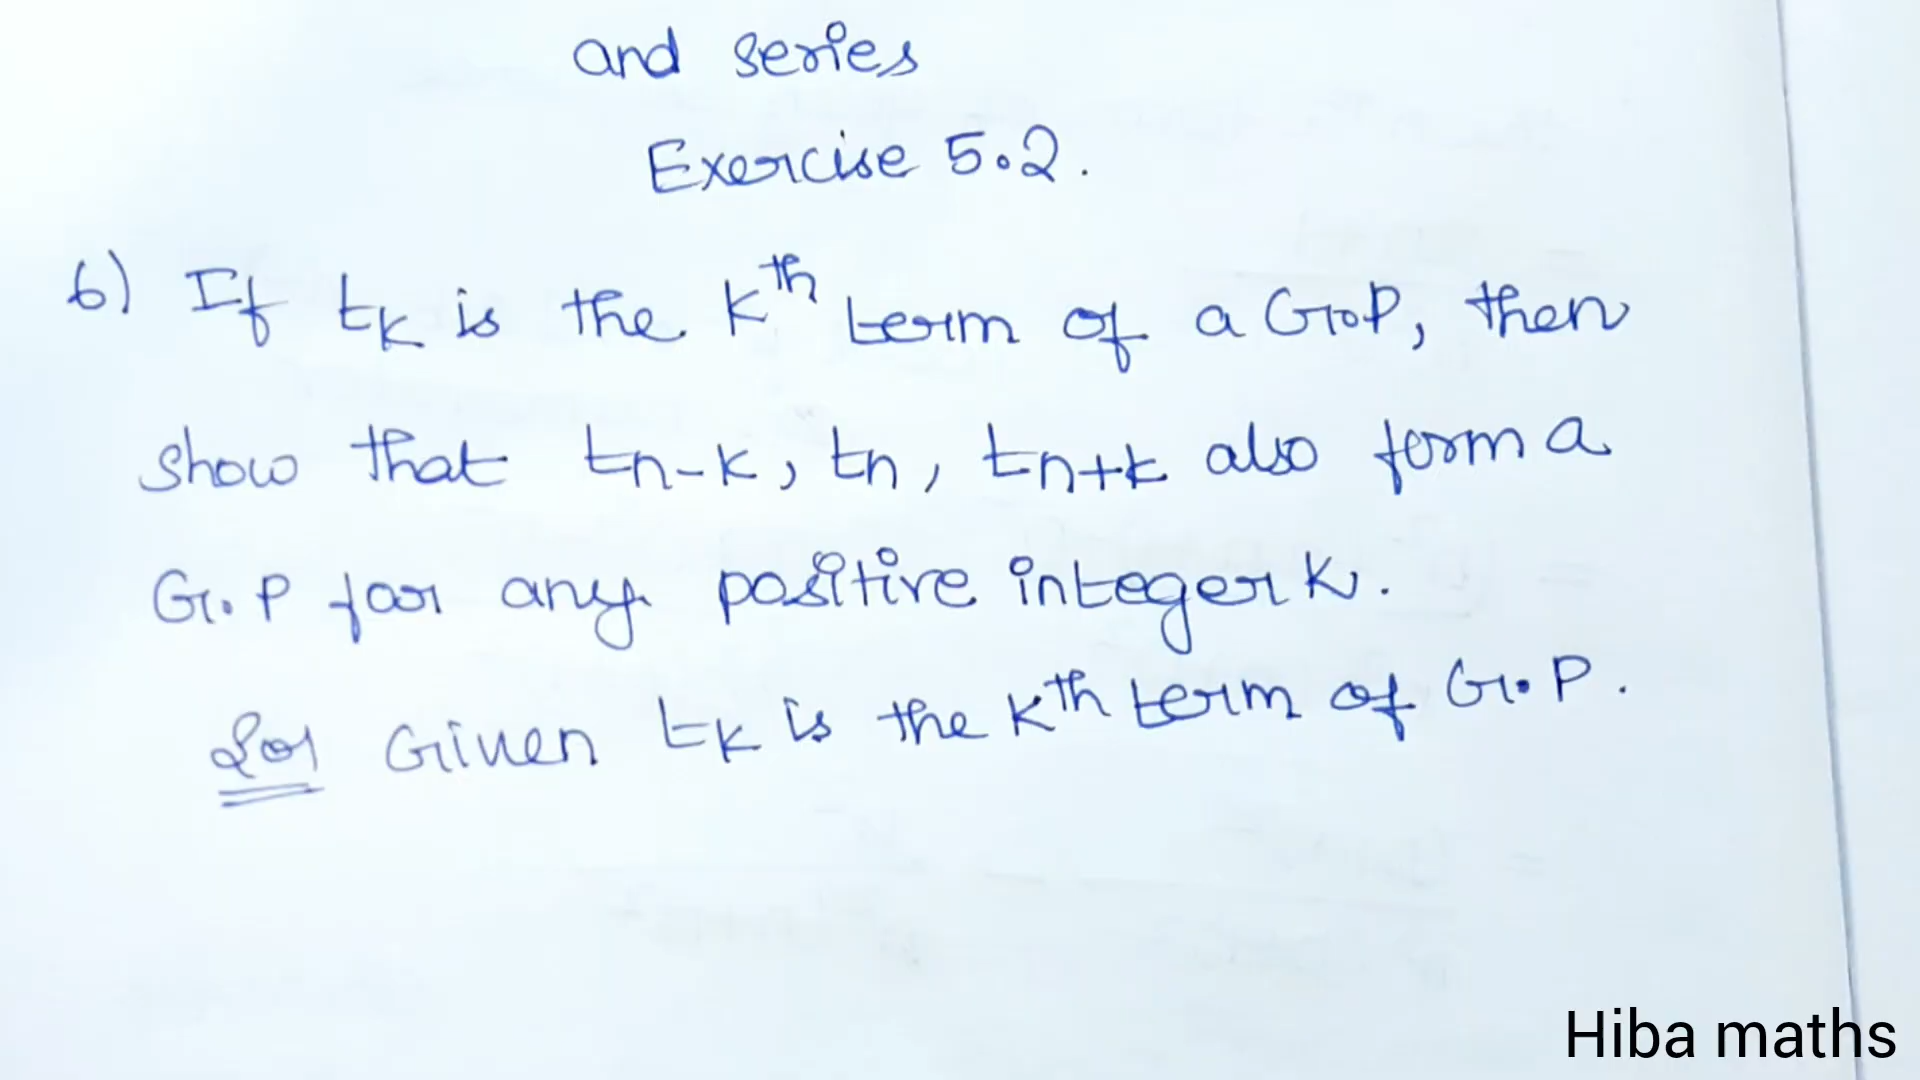 and series
Exercise 5.2.
6) If tk is the kth term of a G.P, then
show that tn-k, tn, tn+k also form a
G.P for any positive integer k.
Sol Given tk is the kth term of G.P.
Hiba maths